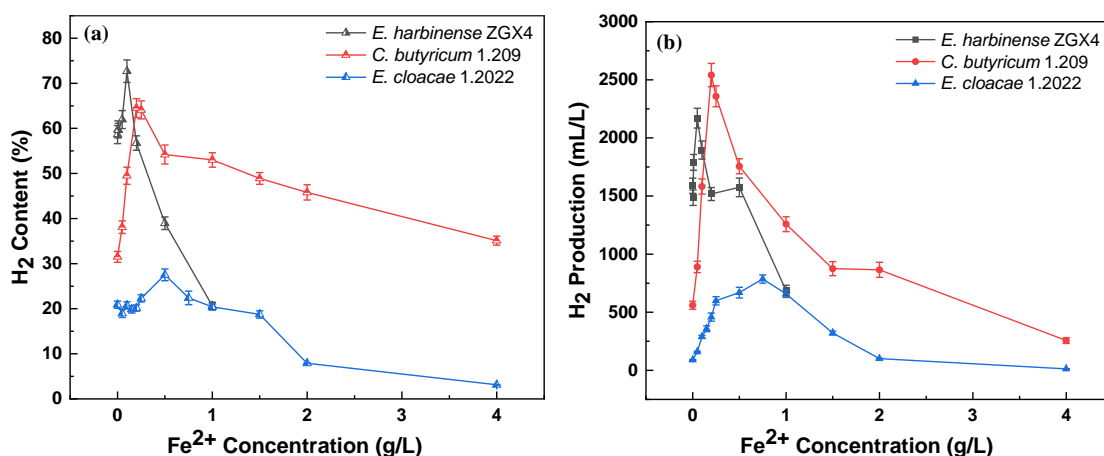 (a)
E. harbinense ZGX4
C. butyricum 1.209
E. cloacae 1.2022
80
70
60
50
40
30
20
10
0
H2 Content (%)
0 1 2 3 4
Fe2+ Concentration (g/L)
(b)
E. harbinense ZGX4
C. butyricum 1.209
E. cloacae 1.2022
3000
2500
2000
1500
1000
500
0
H2 Production (mL/L)
0 1 2 3 4
Fe2+ Concentration (g/L)